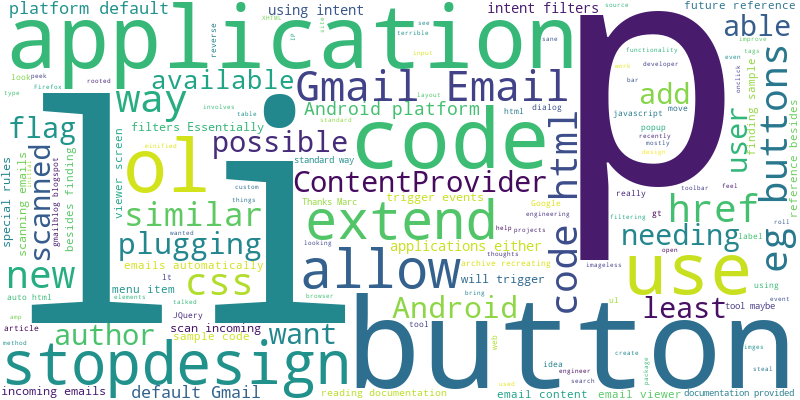 platform default
using intent
intent filters
source
future reference
XHTML
site
IP
reverse
see
terrible
sane
application
p
able
functionality
tags
even
improve
look
peek
rooted
type
Firefox
available
Gmail Email
input
work
developer
bar
onclick
finding sample
way
layout
Android platform
html
dialog
add
javascript
move
popup
recently
mostly
design
involves
table
standard
flag
filters Essentially
possible
standard way
code
user
eg buttons
reference besides
li
ol
minified
viewer screen
custom
things
ContentProvider
code html
really
toolbar
feel
filtering
gt
roll
special rules
scanning emails
gmailblog blogspot
scanned
besides finding
similar
Thanks Marc
trigger events
Google
engineering
help
projects
extend
href
label
thoughts
plugging
wanted
looking
applications either
needing
imageless
open
new
emails automatically
css
archive recreating
browser
allow
will trigger
bring
use
using
event
auto html
lt
elements
menu item
talked
JQuery
Android
ul
least
tool maybe
amp
article
method
author
scan incoming
sample code
want
tool
web
button
idea
engineer
search
create
package
imges
steal
stopdesign
incoming emails
default Gmail
reading documentation
email content
used
email viewer
documentation provided